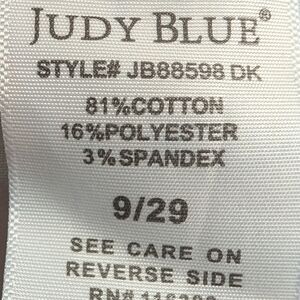 JUDY BLUE®
STYLE# JB88598 DK
81%COTTON
16%POLYESTER
3%SPANDEX
9/29
SEE CARE ON
REVERSE SIDE
RN#